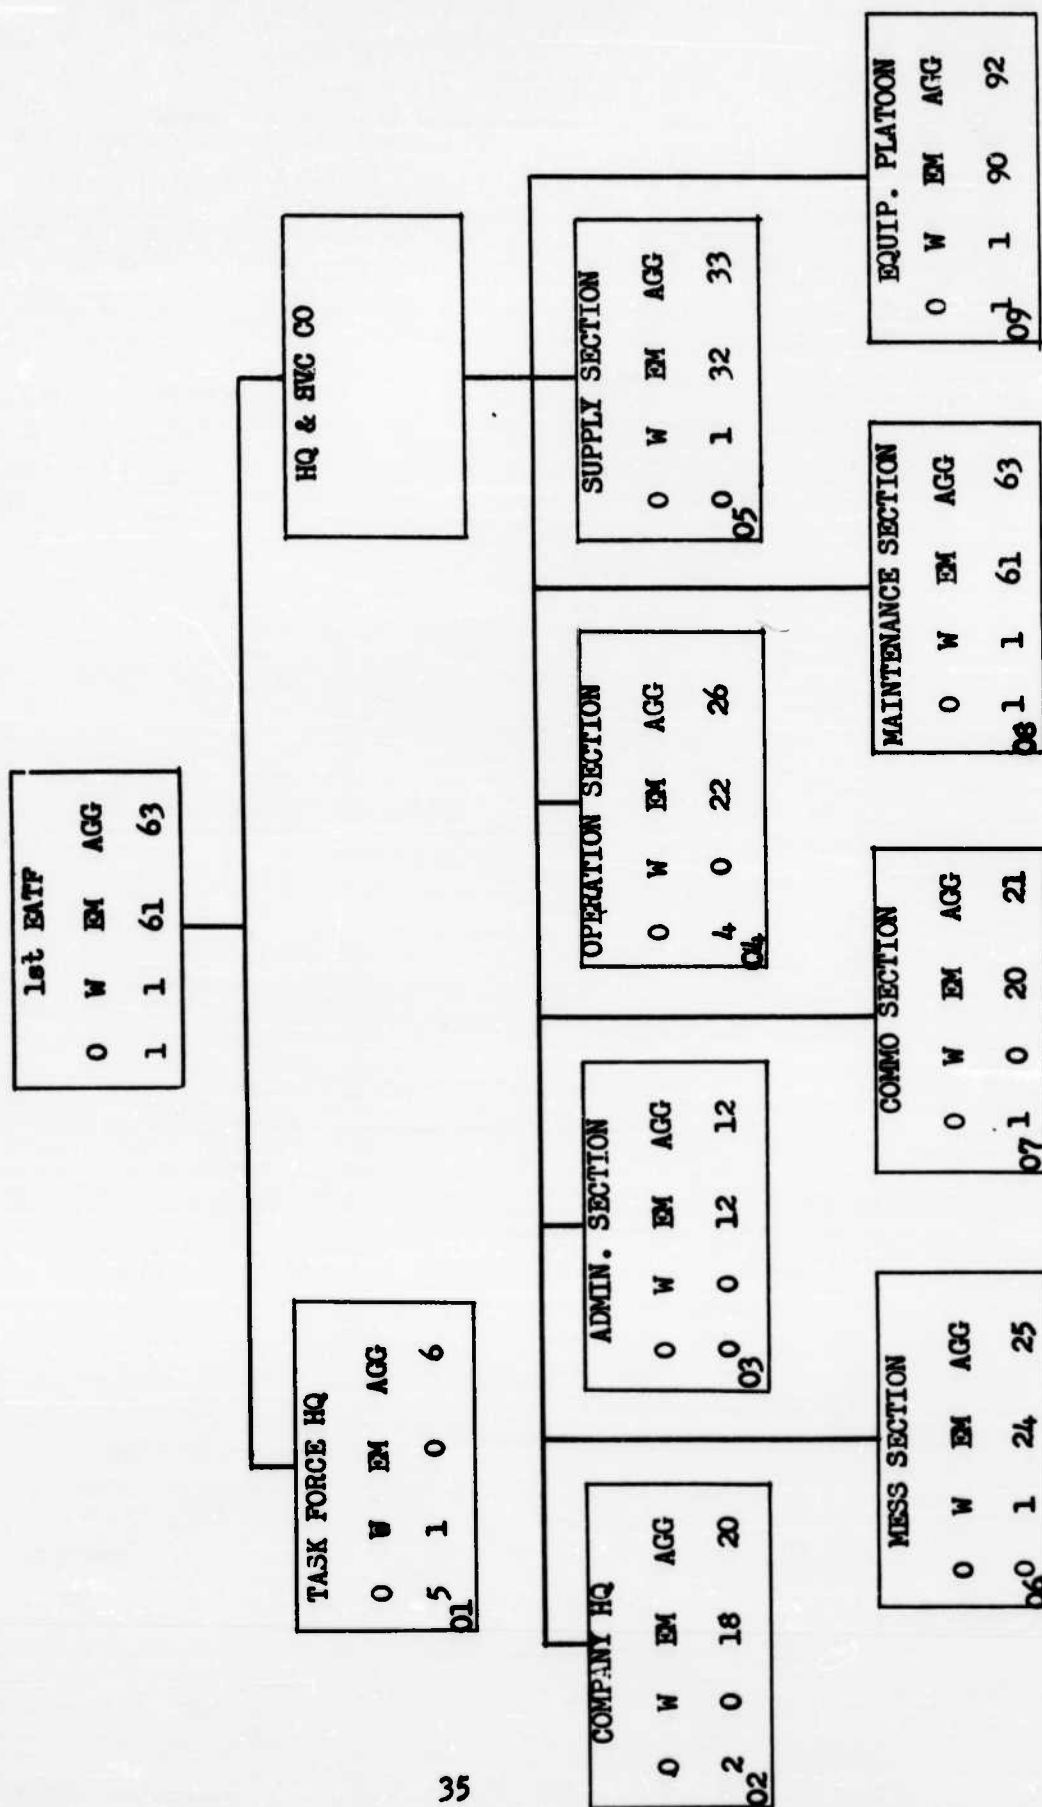 1st EATF
O W EM AGG
1 1 61 63
TASK FORCE HQ
O W EM AGG
5 1 0 6
01
HQ & SVC CO
COMPANY HQ
O W EM AGG
2 0 18 20
02
ADMIN. SECTION
O W EM AGG
0 0 12 12
03
OPERATION SECTION
O W EM AGG
4 0 22 26
04
SUPPLY SECTION
O W EM AGG
0 1 32 33
05
MESS SECTION
O W EM AGG
0 1 24 25
06
COMMO SECTION
O W EM AGG
1 0 20 21
07
MAINTENANCE SECTION
O W EM AGG
1 1 61 63
08
EQUIP. PLATOON
O W EM AGG
1 1 90 92
09
35